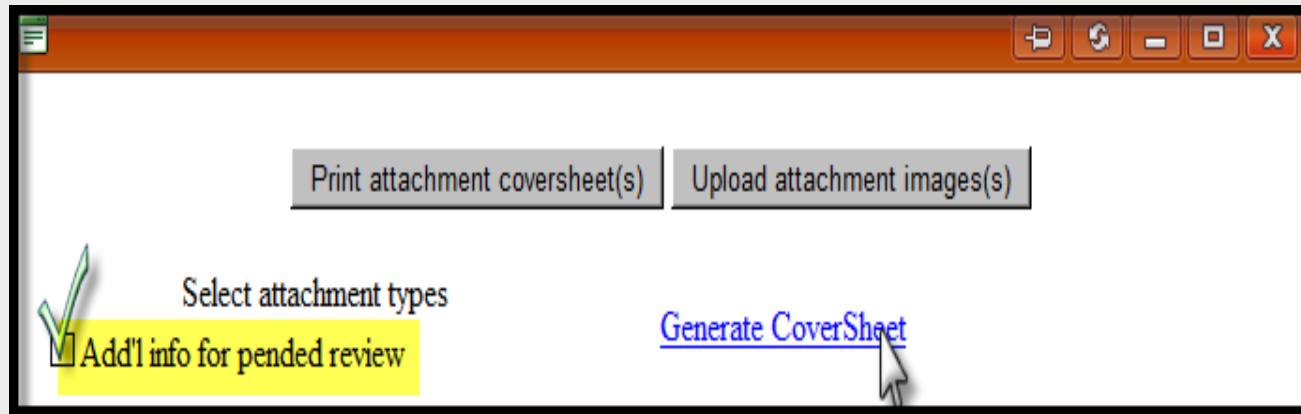 Print attachment coversheet(s) Upload attachment images(s)
Select attachment types
Generate CoverSheet
Add'l info for pended review